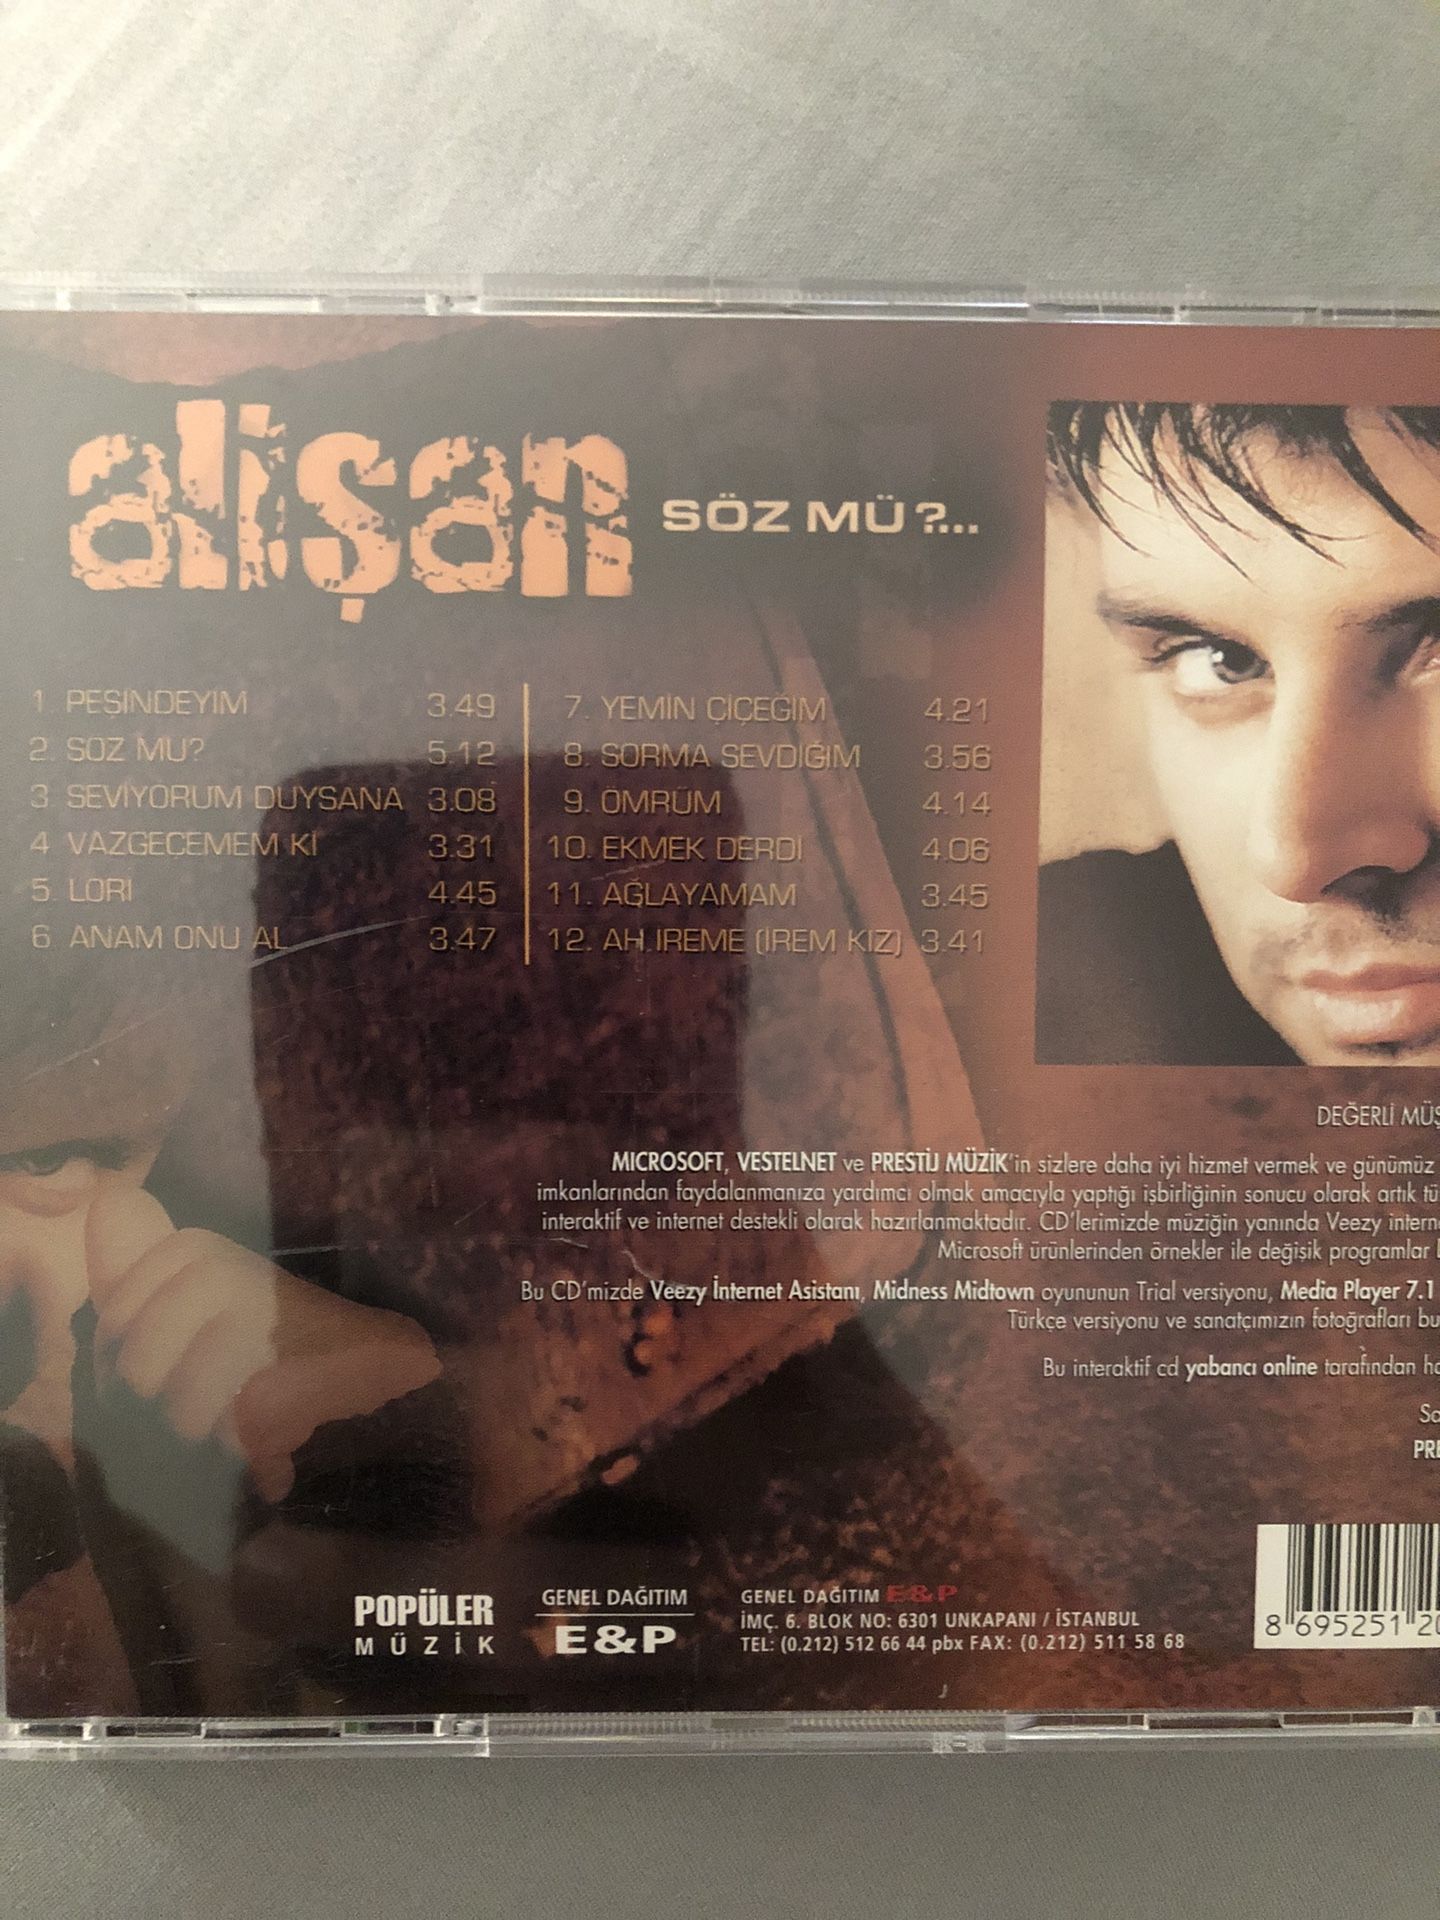 alişan SÖZ MÜ?...
1. PEŞİNDEYİM 3.49
2. SÖZ MÜ? 5.12
3. SEVİYORUM DUYSANA 3.08
4. VAZGEÇEMEM Kİ 3.31
5. LORİ 4.45
6. ANAM ONU AL 3.47
7. YEMİN ÇİÇEĞİM 4.21
8. SORMA SEVDİĞİM 3.56
9. ÖMRÜM 4.14
10. EKMEK DERDİ 4.06
11. AĞLAYAMAM 3.45
12. AH İREME (İREM KIZ) 3.41
DEĞERLİ MÜŞ
MICROSOFT, VESTELNET ve PRESTİJ MÜZİK'in sizlere daha iyi hizmet vermek ve günümüz
imkanlarından faydalanmanıza yardımcı olmak amacıyla yaptığı işbirliğinin sonucu olarak artık tü
interaktif ve internet destekli olarak hazırlanmaktadır. CD'lerimizde müziğin yanında Veezy interne
Microsoft ürünlerinden örnekler ile değişik programlar
Bu CD'mizde Veezy İnternet Asistanı, Midness Midtown oyununun Trial versiyonu, Media Player 7.1
Türkçe versiyonu ve sanatçımızın fotoğrafları bu
Bu interaktif cd yabancı online tarafından ha
Sa
PRE
POPÜLER
MÜZİK
GENEL DAĞITIM
E&P
GENEL DAĞITIM E&P
İMÇ. 6. BLOK NO: 6301 UNKAPANI / İSTANBUL
TEL: (0.212) 512 66 44 pbx FAX: (0.212) 511 58 68
8 695251 20